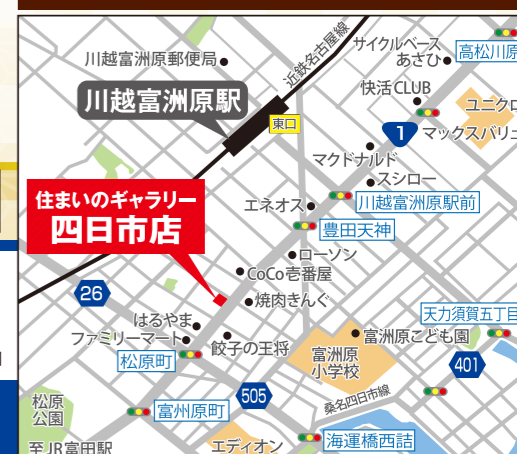 川越富洲原郵便局
近鉄名古屋線
サイクルベース
あさひ
高松川原
川越富洲原駅
東口
快活CLUB
ユニクロ
1
マックスバリュ
マクドナルド
スシロー
住まいのギャラリー
四日市店
エネオス
川越富洲原駅前
豊田天神
ローソン
CoCo壱番屋
26
焼肉きんぐ
はるやま
ファミリーマート
餃子の王将
松原町
天力須賀五丁目
富洲原こども園
富洲原
小学校
401
505
桑名四日市線
松原
公園
富州原町
至JR富田駅
エディオン
海運橋西詰